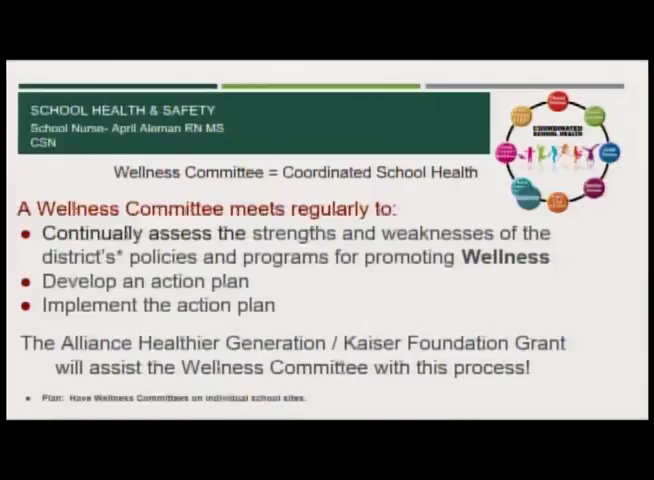 SCHOOL HEALTH & SAFETY
School Nurse- April Aleman RN MS
CSN
COORDINATED
SCHOOL HEALTH
Wellness Committee = Coordinated School Health
A Wellness Committee meets regularly to:
● Continually assess the strengths and weaknesses of the
district's* policies and programs for promoting Wellness
● Develop an action plan
● Implement the action plan
The Alliance Healthier Generation / Kaiser Foundation Grant
will assist the Wellness Committee with this process!
● Plan: Have Wellness Committees on individual school sites.